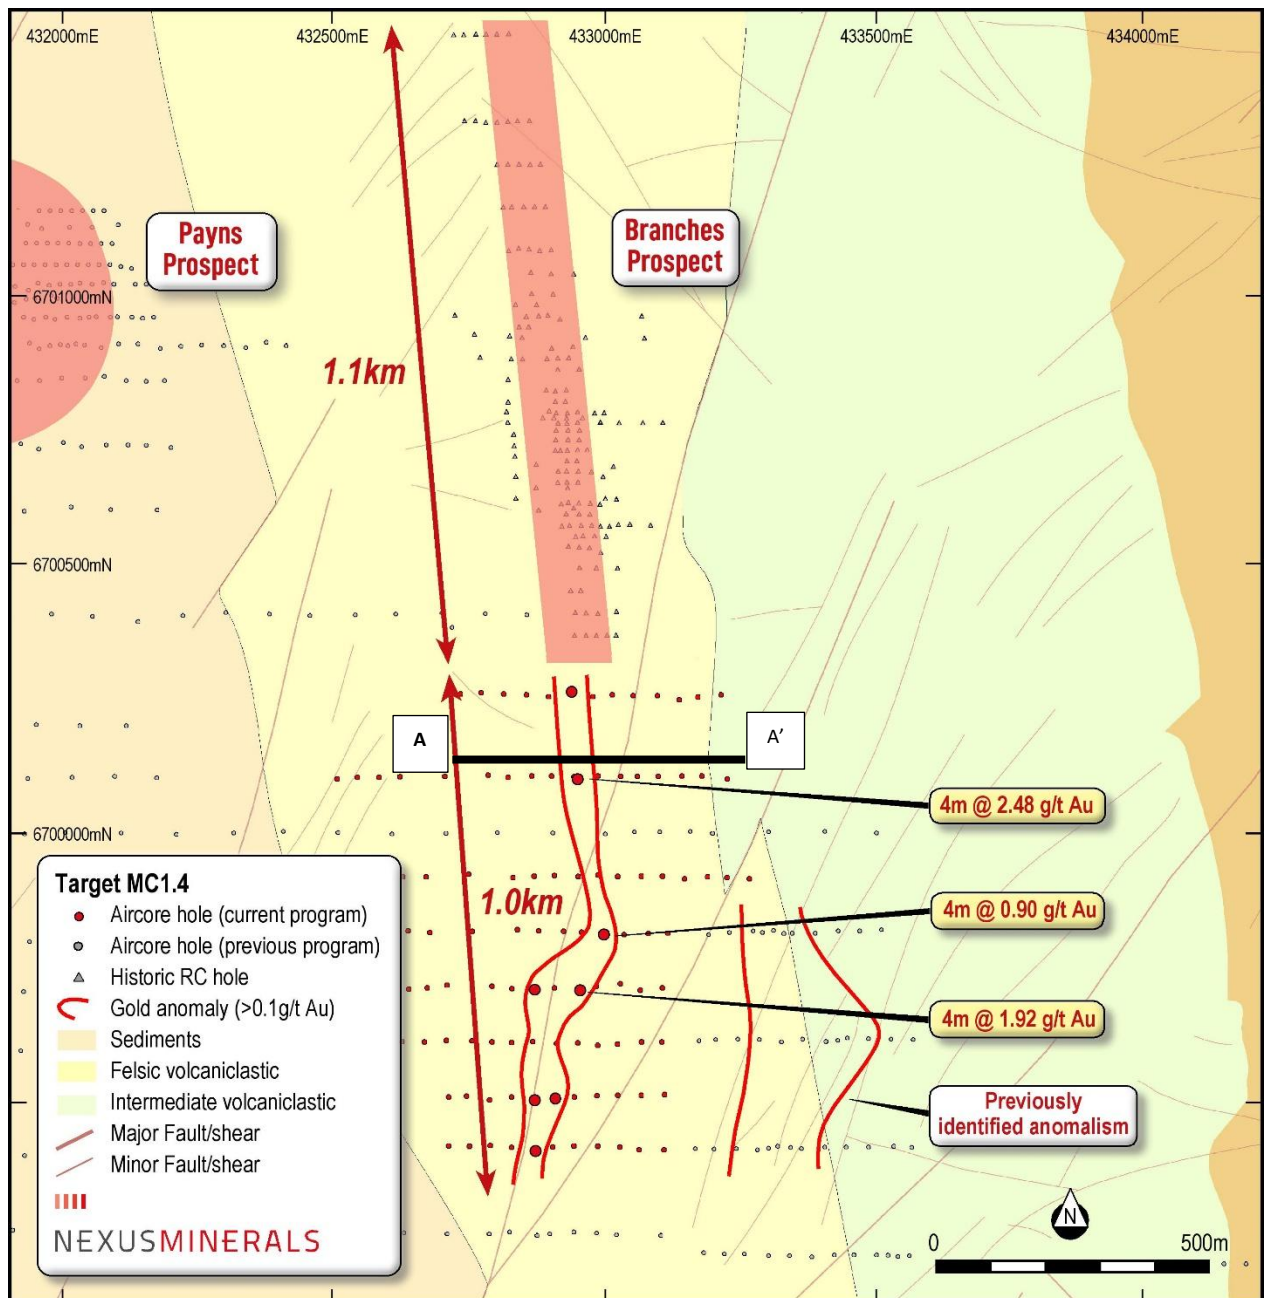 432000mE
432500mE
433000mE
433500mE
434000mE
Payns
Prospect
Branches
Prospect
6701000mN
1.1km
6700500mN
A
A'
4m @ 2.48 g/t Au
6700000mN
1.0km
4m @ 0.90 g/t Au
4m @ 1.92 g/t Au
Previously
identified anomalism
Target MC1.4
Aircore hole (current program)
Aircore hole (previous program)
Historic RC hole
Gold anomaly (>0.1g/t Au)
Sediments
Felsic volcaniclastic
Intermediate volcaniclastic
Major Fault/shear
Minor Fault/shear
NEXUSMINERALS
N
0
500m